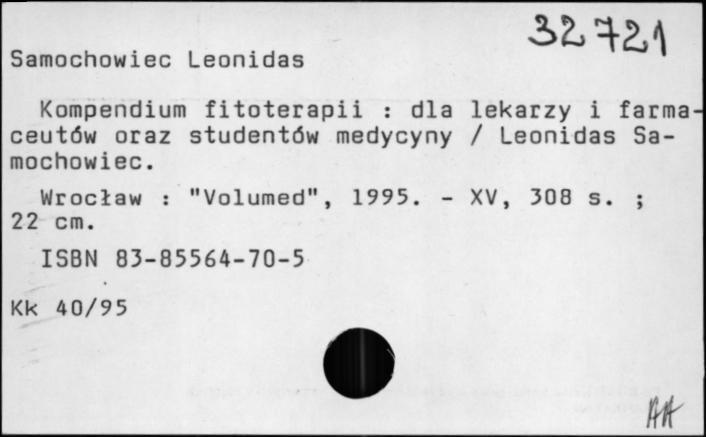 32721
Samochowiec Leonidas
Kompendium fitoterapii : dla lekarzy i farma-
ceutów oraz studentów medycyny / Leonidas Sa-
mochowiec.
Wrocław : "Volumed", 1995. - XV, 308 s. ;
22 cm.
ISBN 83-85564-70-5
Kk 40/95
AA